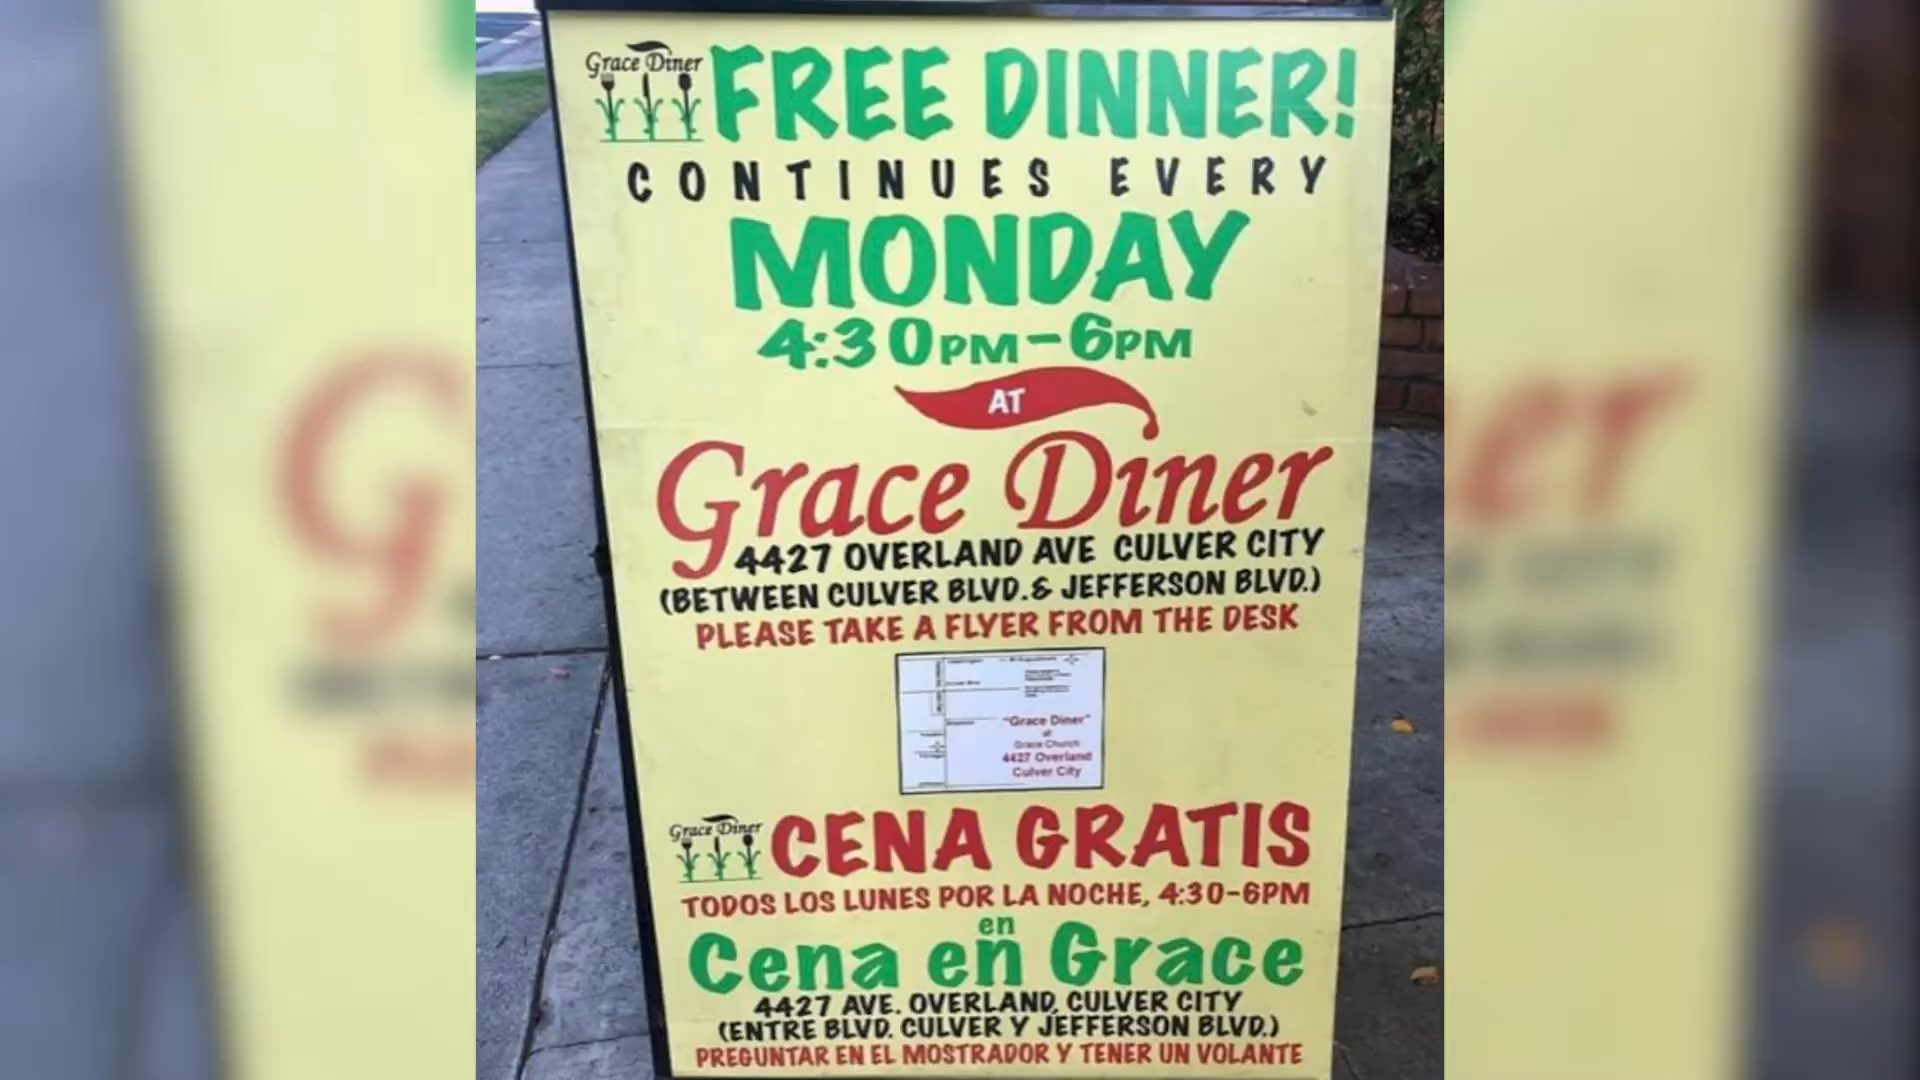 Grace Diner FREE DINNER!
CONTINUES EVERY
MONDAY
4:30PM-6PM
AT
Grace Diner
4427 OVERLAND AVE CULVER CITY
(BETWEEN CULVER BLVD.& JEFFERSON BLVD.)
PLEASE TAKE A FLYER FROM THE DESK
"Grace Diner"
at
Grace Church
4427 Overland
Culver City
Grace Diner CENA GRATIS
TODOS LOS LUNES POR LA NOCHE, 4:30-6PM
en
Cena en Grace
4427 AVE. OVERLAND, CULVER CITY
(ENTRE BLVD. CULVER Y JEFFERSON BLVD.)
PREGUNTAR EN EL MOSTRADOR Y TENER UN VOLANTE